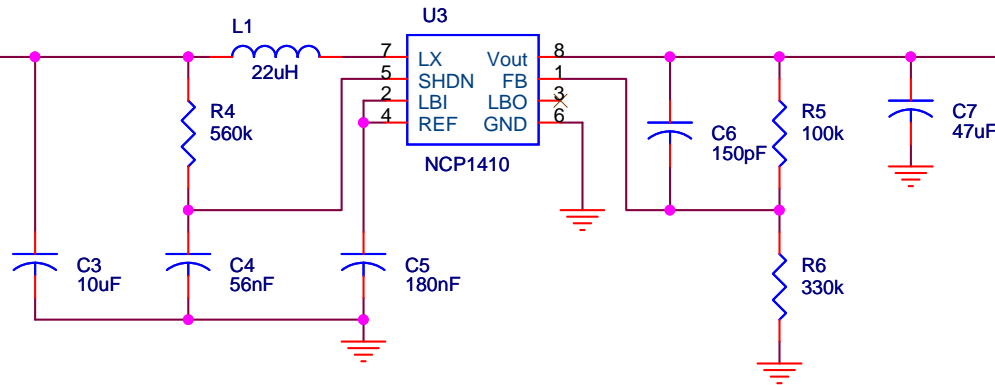 U3
L1
22uH
7
LX
Vout
8
5
SHDN
FB
1
2
LBI
LBO
3
4
REF
GND
6
NCP1410
R4
560k
C6
150pF
R5
100k
C7
47uF
C3
10uF
C4
56nF
C5
180nF
R6
330k